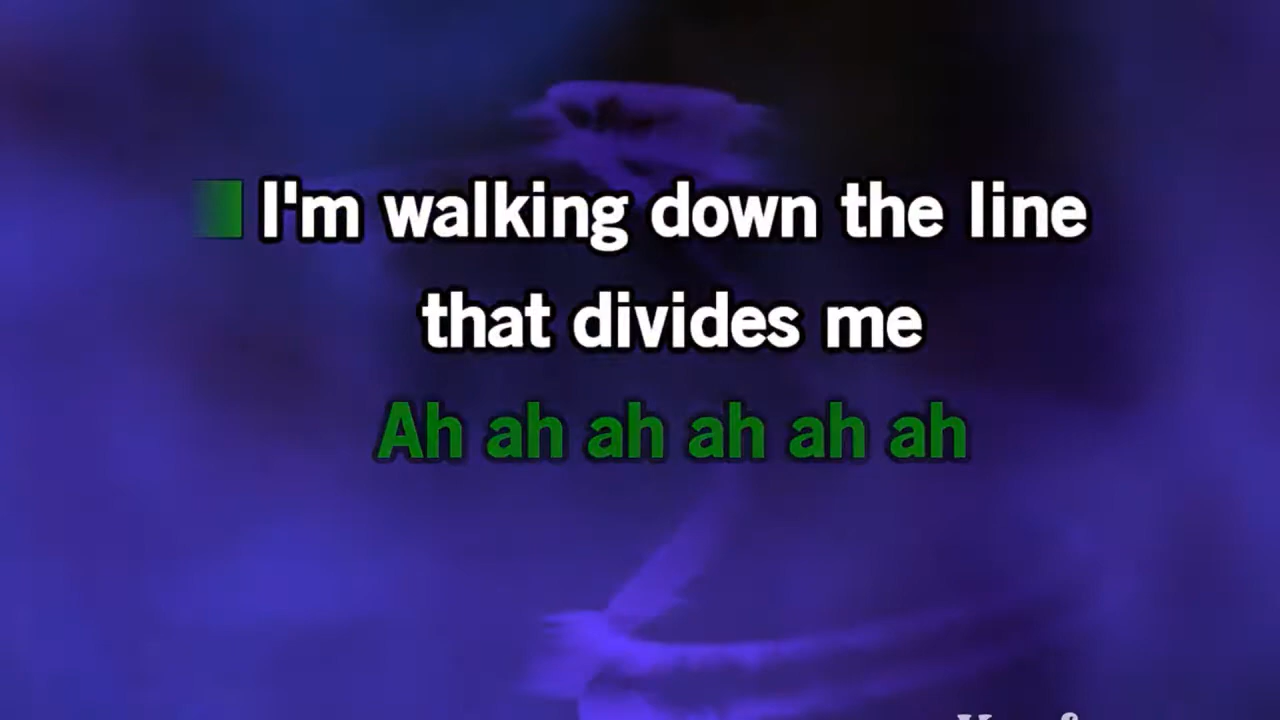 I'm walking down the line
that divides me
Ah ah ah ah ah ah